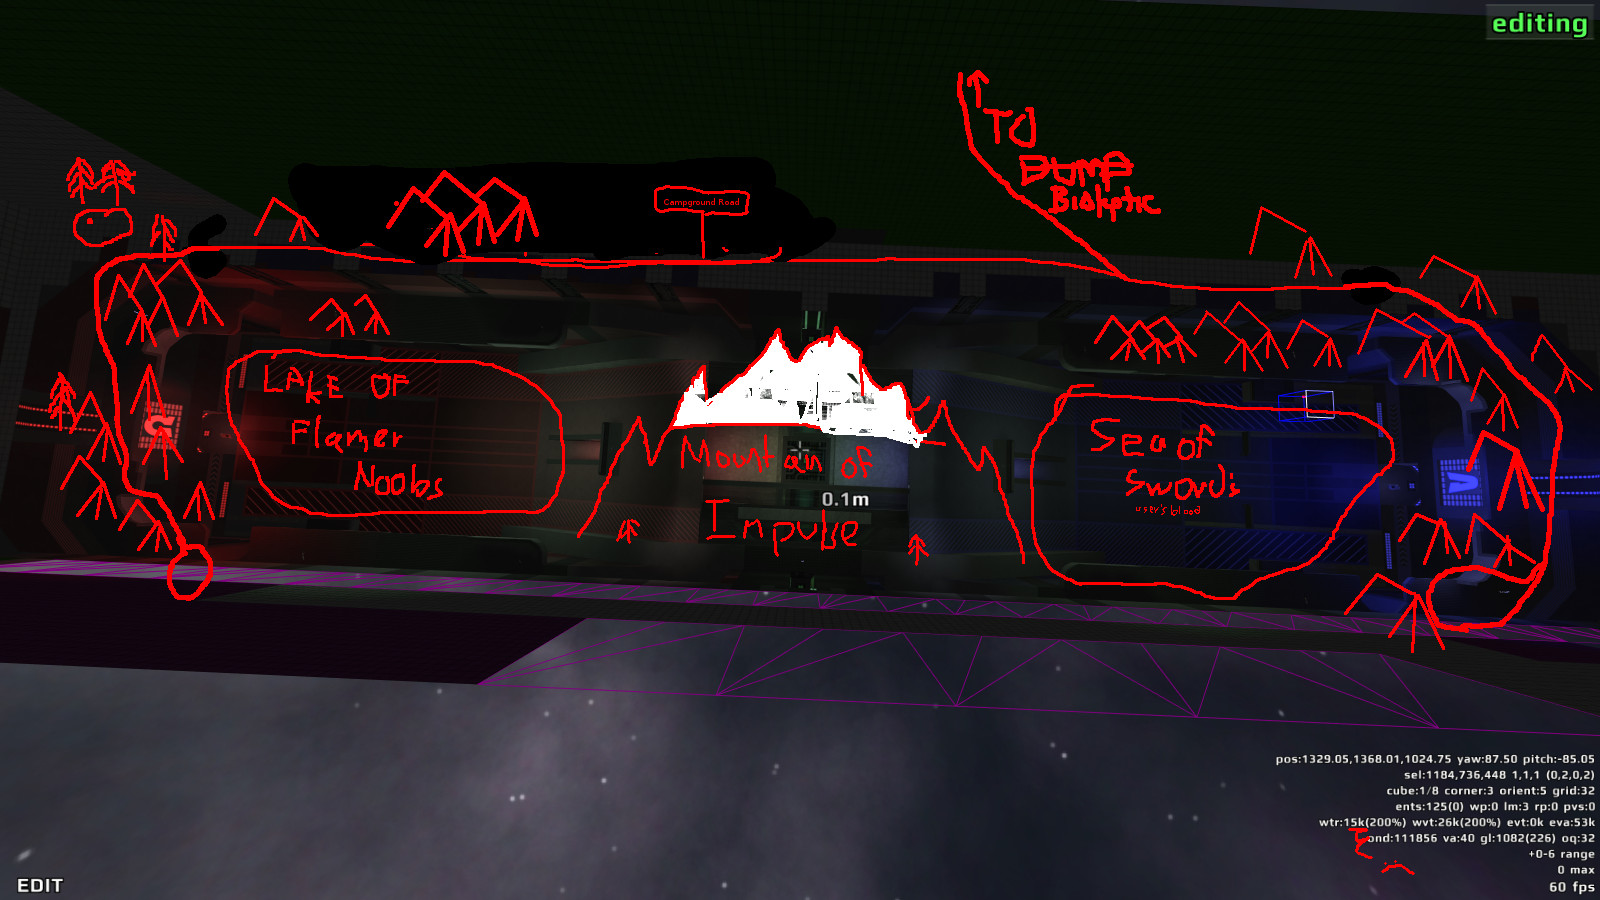 editing
TO
Dump
Bioliptic
Campground Road
LAKE OF
Flamer
Noobs
Mountain of
0.1m
Impulse
Sea of
Swords
user's blood
pos:1329.05,1368.01,1024.75 yaw:87.50 pitch:-85.05
sel:1184,736,448 1,1,1 (0,2,0,2)
cube:1/8 corner:3 orient:5 grid:32
ents:125(0) wp:0 lm:3 rp:0 pvs:0
wtr:15k(200%) wvt:26k(200%) evt:0k eva:53k
ond:111856 va:40 gl:1082(226) oq:32
+0-6 range
0 max
60 fps
EDIT